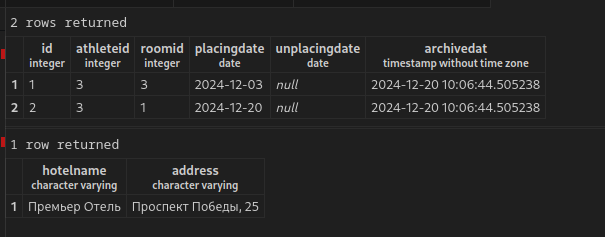 2 rows returned
id athleteid roomid placingdate unplacingdate archivedat
integer integer integer date date timestamp without time zone
1 1 3 3 2024-12-03 null 2024-12-20 10:06:44.505238
2 2 3 1 2024-12-20 null 2024-12-20 10:06:44.505238
1 row returned
hotelname address
character varying character varying
1 Премьер Отель Проспект Победы, 25